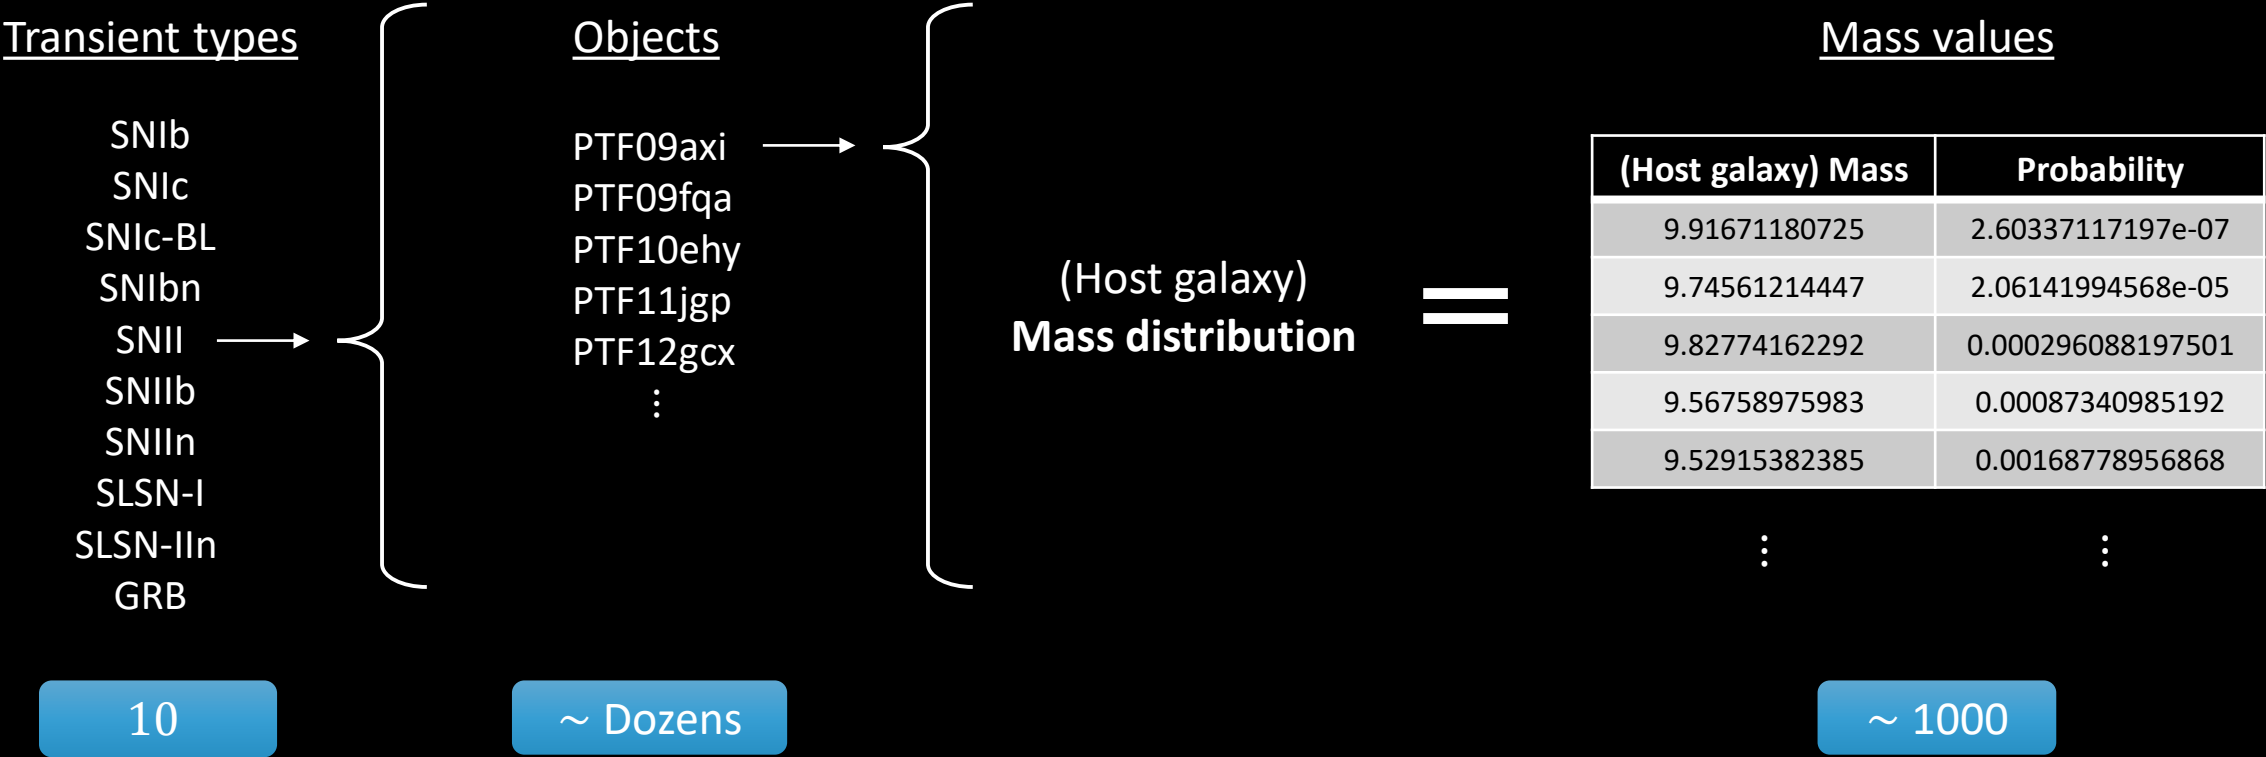 Transient types
SNIb
SNIc
SNIc-BL
SNIbn
SNII
SNIIb
SNIIn
SLSN-I
SLSN-IIn
GRB
10
Objects
PTF09axi
PTF09fqa
PTF10ehy
PTF11jgp
PTF12gcx
⋮
~ Dozens
(Host galaxy)
Mass distribution
=
Mass values
(Host galaxy) Mass Probability
9.91671180725 2.60337117197e-07
9.74561214447 2.06141994568e-05
9.82774162292 0.000296088197501
9.56758975983 0.00087340985192
9.52915382385 0.00168778956868
⋮ ⋮
~ 1000